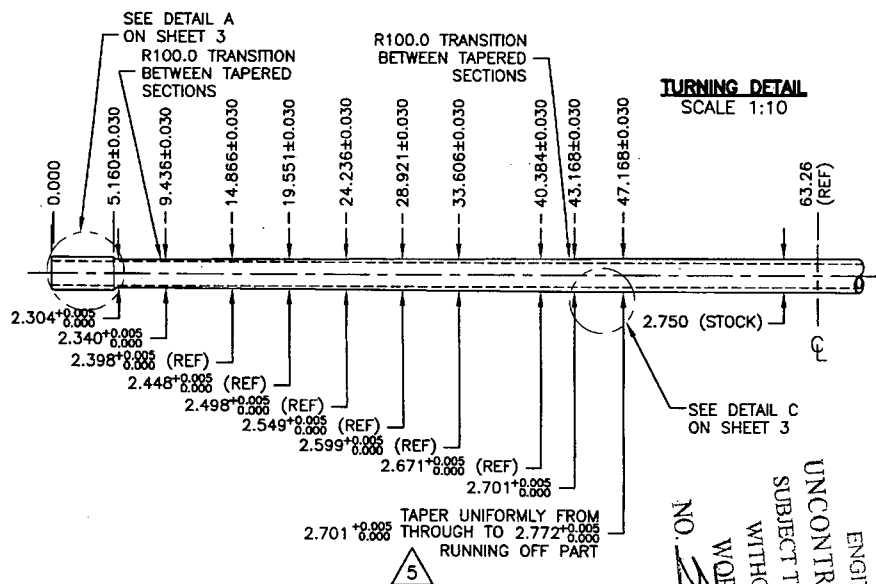 SEE DETAIL A
ON SHEET 3
R100.0 TRANSITION
BETWEEN TAPERED
SECTIONS
R100.0 TRANSITION
BETWEEN TAPERED
SECTIONS
TURNING DETAIL
SCALE 1:10
0.000
5.160±0.030
9.436±0.030
14.866±0.030
19.551±0.030
24.236±0.030
28.921±0.030
33.606±0.030
40.384±0.030
43.168±0.030
47.168±0.030
63.26
(REF)
2.304 +0.005 0.000
2.340 +0.005 0.000
2.398 +0.005 0.000 (REF)
2.448 +0.005 0.000 (REF)
2.498 +0.005 0.000 (REF)
2.549 +0.005 0.000 (REF)
2.599 +0.005 0.000 (REF)
2.671 +0.005 0.000 (REF)
2.701 +0.005 0.000
2.750 (STOCK)
SEE DETAIL C
ON SHEET 3
TAPER UNIFORMLY FROM
2.701 +0.005 0.000 THROUGH TO 2.772 +0.005 0.000
RUNNING OFF PART
5
ENGI
UNCONTR
SUBJECT T
WITHO
WOR
NO.